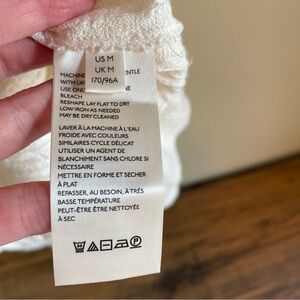 US M
UK M
170/96A
MACHINE ENTLE
WITH LIK
USE ONL
BLEACH
RESHAPE LAY FLAT TO DRY
LOW IRON AS NEEDED
MAY BE DRY CLEANED
LAVER À LA MACHINE À L'EAU
FROIDE AVEC COULEURS
SIMILAIRES CYCLE DÉLICAT
UTILISER UN AGENT DE
BLANCHIMENT SANS CHLORE SI
NÉCESSAIRE
METTRE EN FORME ET SECHER
À PLAT
REPASSER, AU BESOIN, À TRÈS
BASSE TEMPÉRATURE
PEUT-ÊTRE ÊTRE NETTOYÉE
À SEC